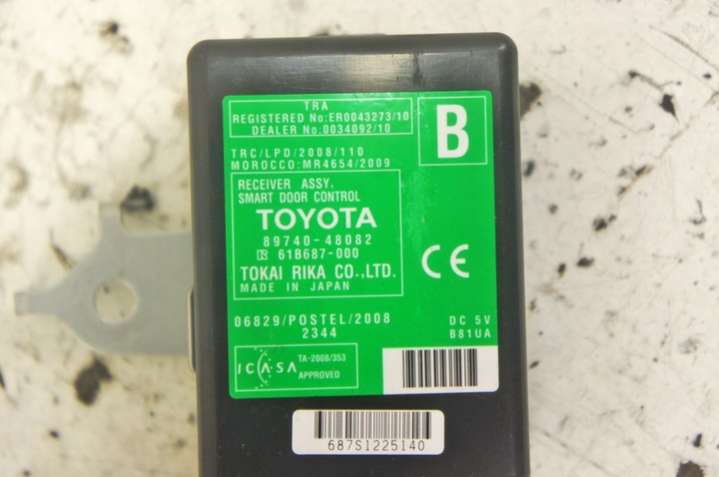 TRA
REGISTERED No:ER0043273/10
DEALER No:0034092/10
B
TRC/LPD/2008/110
MOROCCO:MR4654/2009
RECEIVER ASSY.
SMART DOOR CONTROL
TOYOTA
89740-48082
61B687-000
TOKAI RIKA CO.,LTD.
MADE IN JAPAN
CE
06829/POSTEL/2008
2344
DC 5V
B81UA
ICASA
TA-2008/353
APPROVED
687S1225140